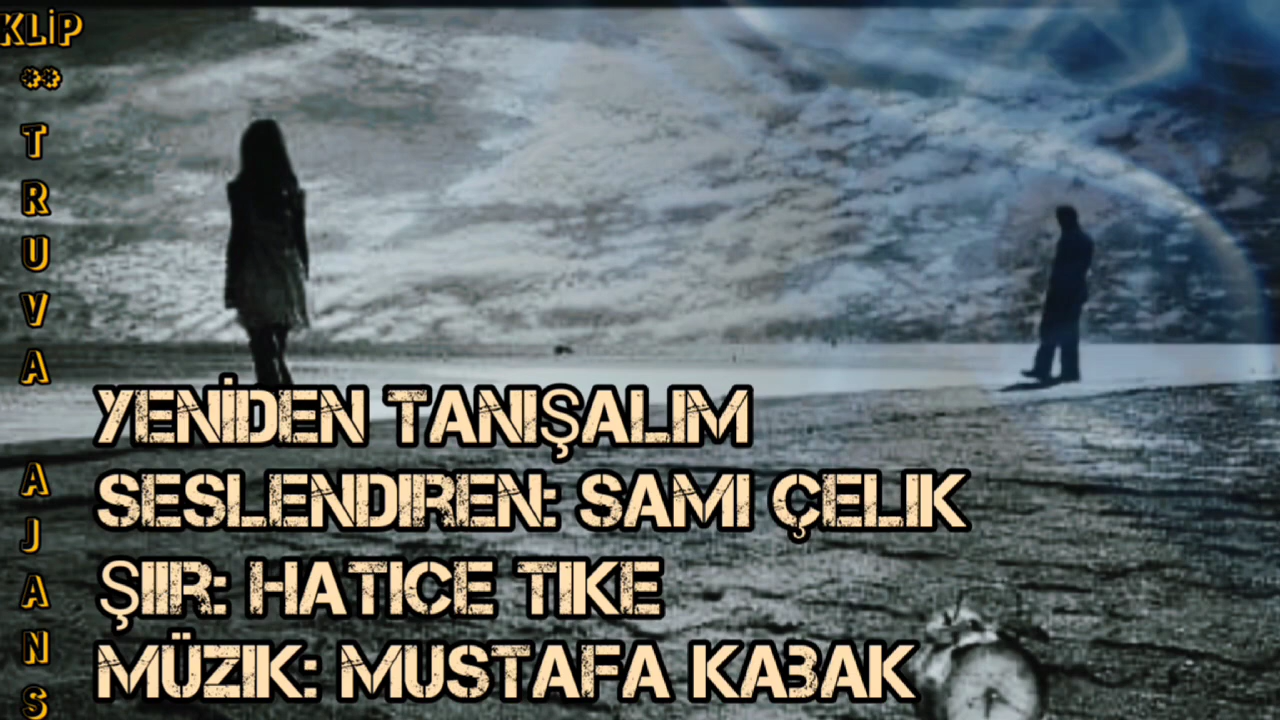 KLİP
**
TRUVA
AJANS
YENİDEN TANIŞALIM
SESLENDIREN: SAMI ÇELIK
ŞIIR: HATICE TIKE
MÜZIK: MUSTAFA KABAK